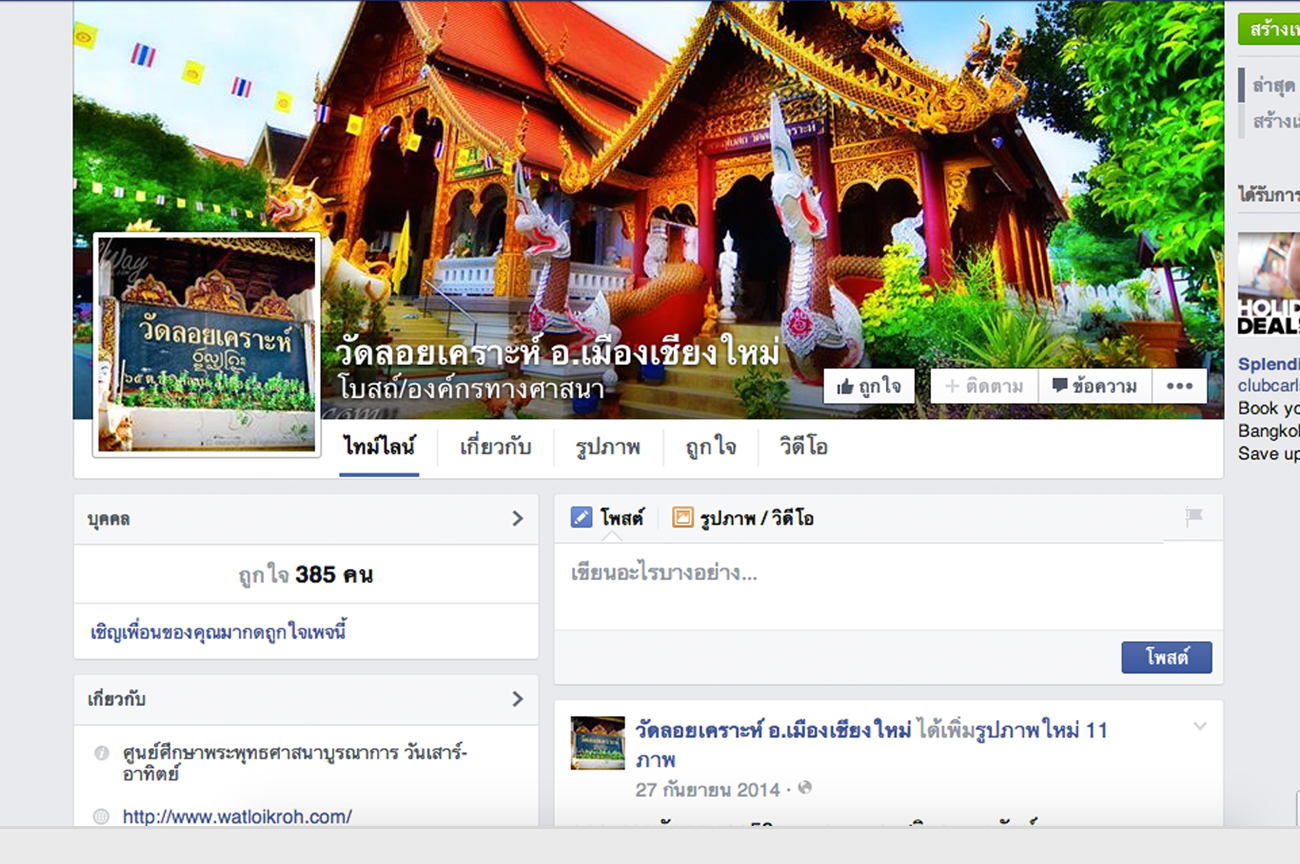 สร้างเ
ล่าสุด
สร้างเ
ได้รับการ
Way
วัดลอยเคราะห์
วัดลอยเคราะห์ อ.เมืองเชียงใหม่
โบสถ์/องค์กรทางศาสนา
ถูกใจ
+ ติดตาม
ข้อความ
ไทม์ไลน์
เกี่ยวกับ
รูปภาพ
ถูกใจ
วิดีโอ
HOLID
DEAL
Splendi
clubcarl
Book yo
Bangkok
Save up
บุคคล
ถูกใจ 385 คน
เชิญเพื่อนของคุณมากดถูกใจเพจนี้
เกี่ยวกับ
ศูนย์ศึกษาพระพุทธศาสนาบูรณาการ วันเสาร์-
อาทิตย์
http://www.watloikroh.com/
โพสต์
รูปภาพ / วิดีโอ
เขียนอะไรบางอย่าง...
โพสต์
วัดลอยเคราะห์ อ.เมืองเชียงใหม่ ได้เพิ่มรูปภาพใหม่ 11
ภาพ
27 กันยายน 2014 ·